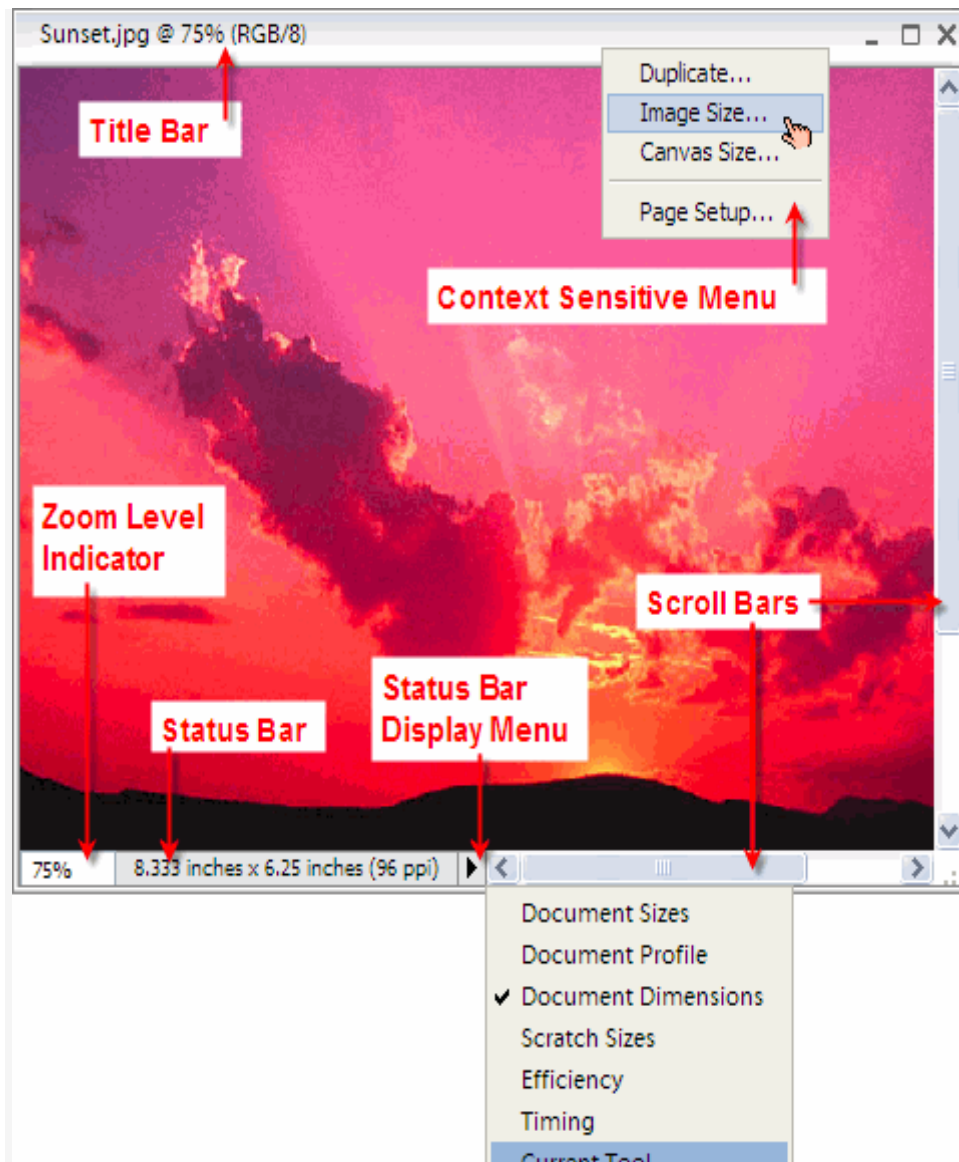 Sunset.jpg @ 75% (RGB/8)
Duplicate...
Image Size...
Canvas Size...
Page Setup...
Title Bar
Context Sensitive Menu
Zoom Level
Indicator
Scroll Bars
Status Bar
Display Menu
Status Bar
75%
8.333 inches x 6.25 inches (96 ppi)
Document Sizes
Document Profile
Document Dimensions
Scratch Sizes
Efficiency
Timing
Current Tool